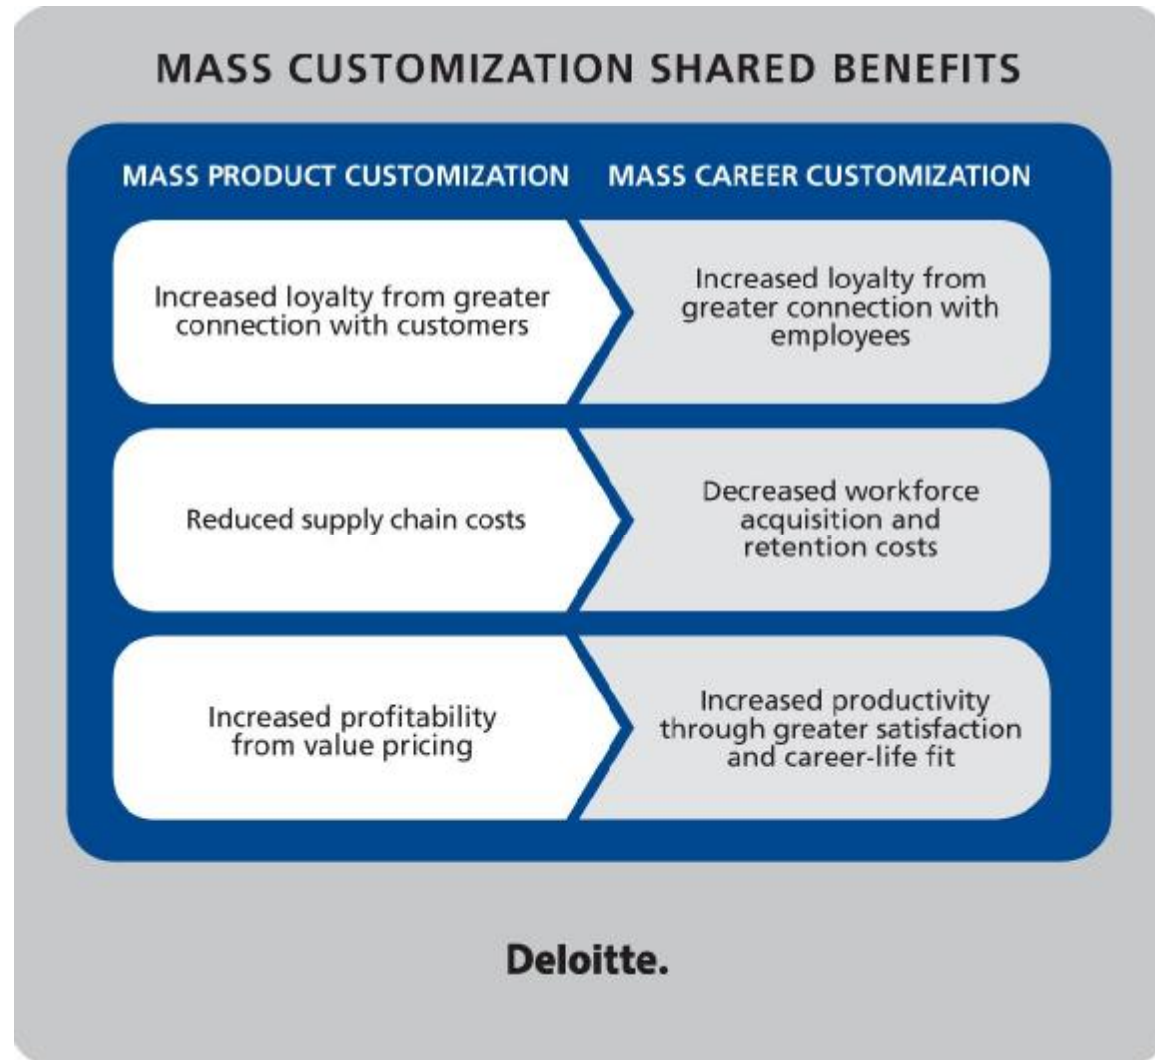 MASS CUSTOMIZATION SHARED BENEFITS
MASS PRODUCT CUSTOMIZATION
MASS CAREER CUSTOMIZATION
Increased loyalty from greater
connection with customers
Increased loyalty from
greater connection with
employees
Reduced supply chain costs
Decreased workforce
acquisition and
retention costs
Increased profitability
from value pricing
Increased productivity
through greater satisfaction
and career-life fit
Deloitte.